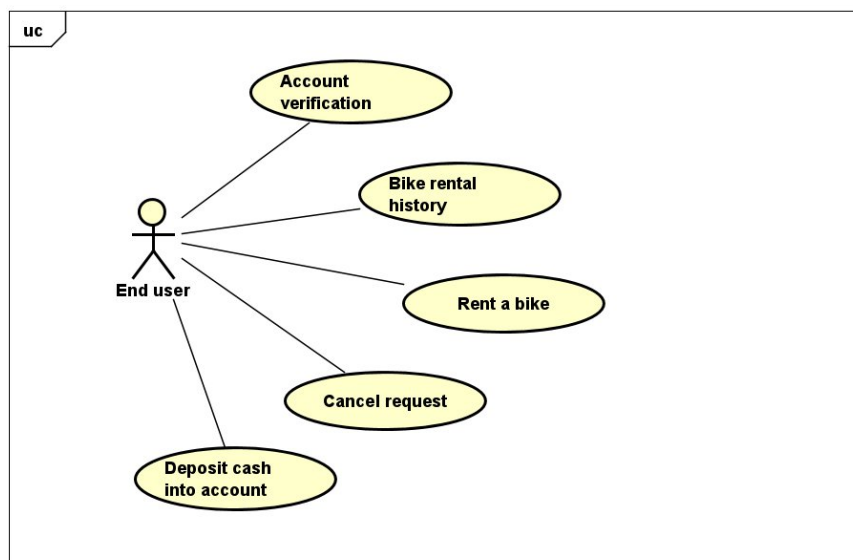 uc
Account
verification
Bike rental
history
End user
Rent a bike
Cancel request
Deposit cash
into account